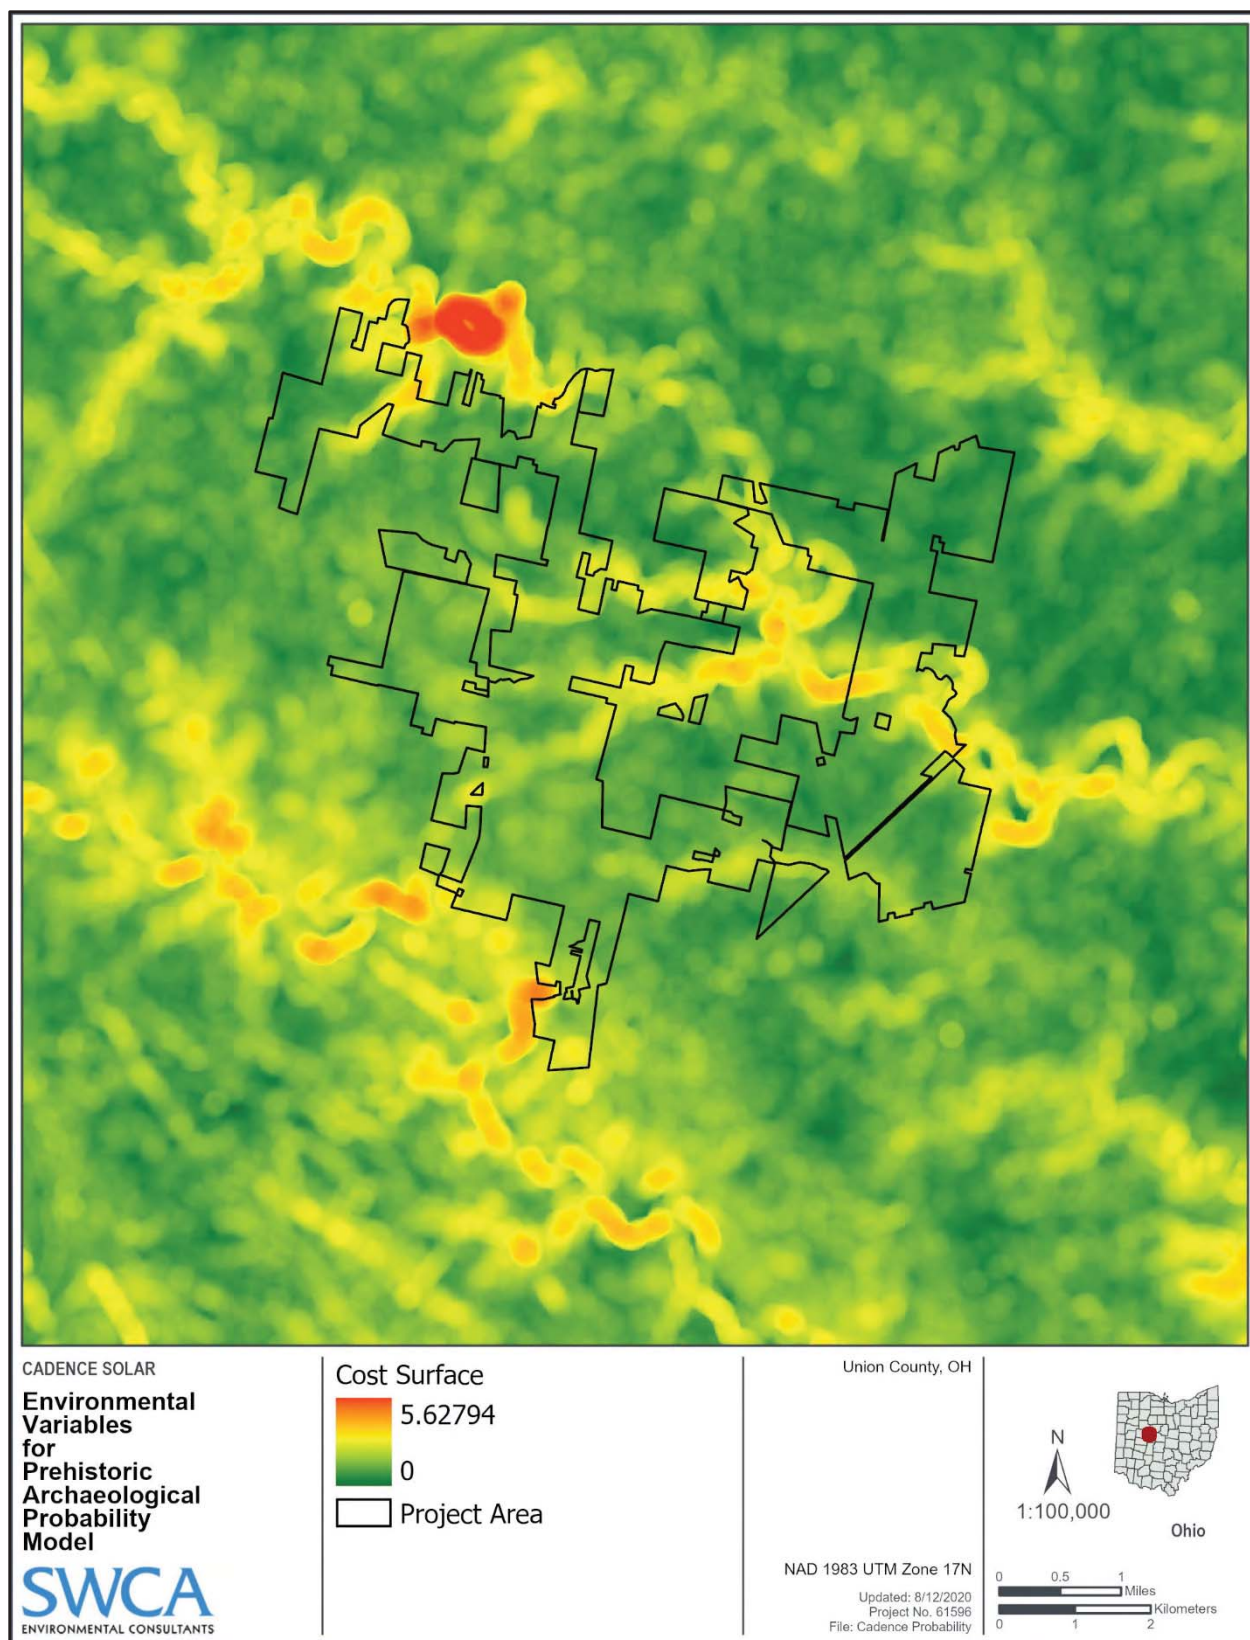 CADENCE SOLAR
Environmental
Variables
for
Prehistoric
Archaeological
Probability
Model
SWCA
ENVIRONMENTAL CONSULTANTS
Cost Surface
5.62794
0
Project Area
Union County, OH
NAD 1983 UTM Zone 17N
Updated: 8/12/2020
Project No. 61596
File: Cadence Probability
N
1:100,000
Ohio
0 0.5 1
Miles
Kilometers
0 1 2